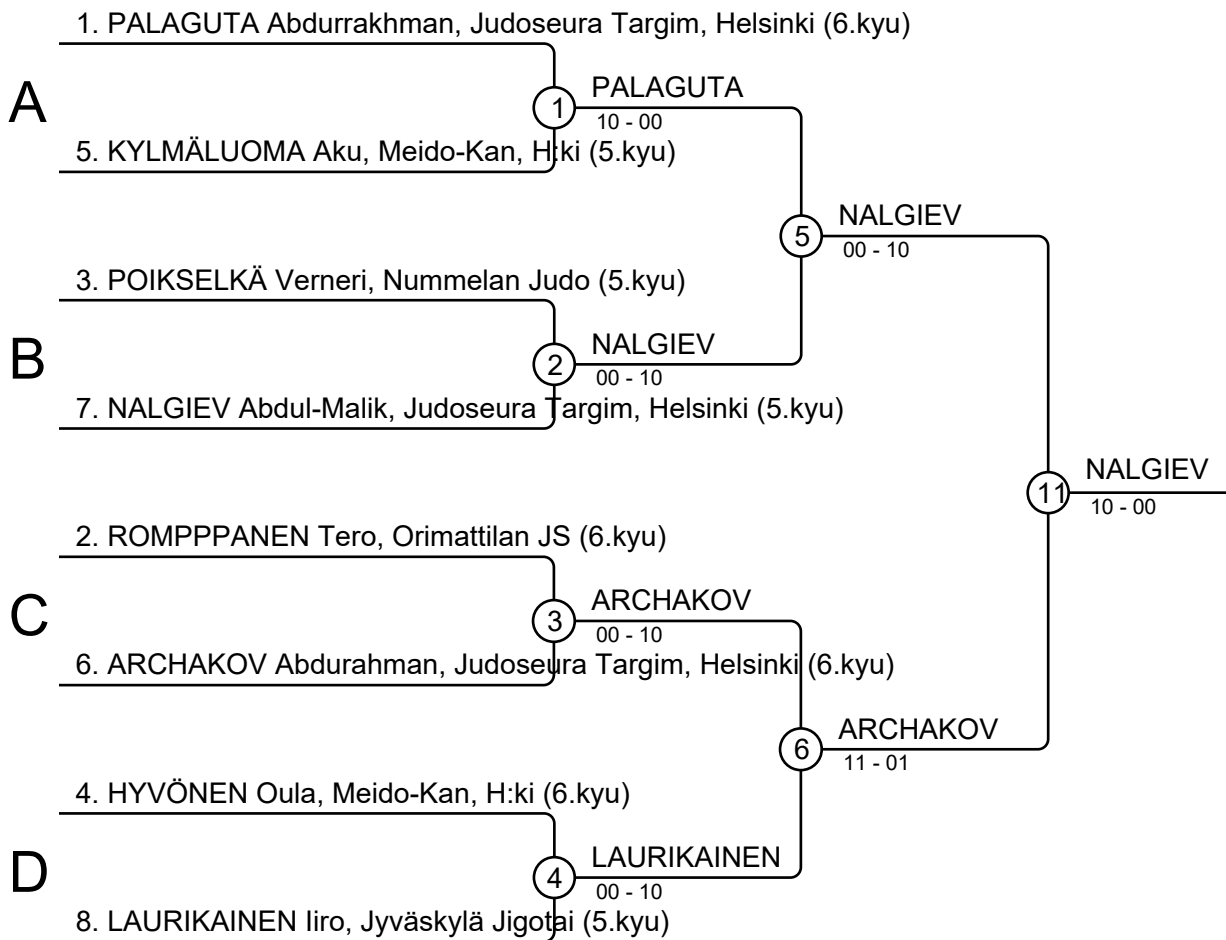 1. PALAGUTA Abdurrakhman, Judoseura Targim, Helsinki (6.kyu)
A
1
PALAGUTA
10 - 00
5. KYLMÄLUOMA Aku, Meido-Kan, H:ki (5.kyu)
5
NALGIEV
00 - 10
3. POIKSELKÄ Verneri, Nummelan Judo (5.kyu)
B
2
NALGIEV
00 - 10
7. NALGIEV Abdul-Malik, Judoseura Targim, Helsinki (5.kyu)
11
NALGIEV
10 - 00
2. ROMPPPANEN Tero, Orimattilan JS (6.kyu)
C
3
ARCHAKOV
00 - 10
6. ARCHAKOV Abdurahman, Judoseura Targim, Helsinki (6.kyu)
6
ARCHAKOV
11 - 01
4. HYVÖNEN Oula, Meido-Kan, H:ki (6.kyu)
D
4
LAURIKAINEN
00 - 10
8. LAURIKAINEN Iiro, Jyväskylä Jigotai (5.kyu)